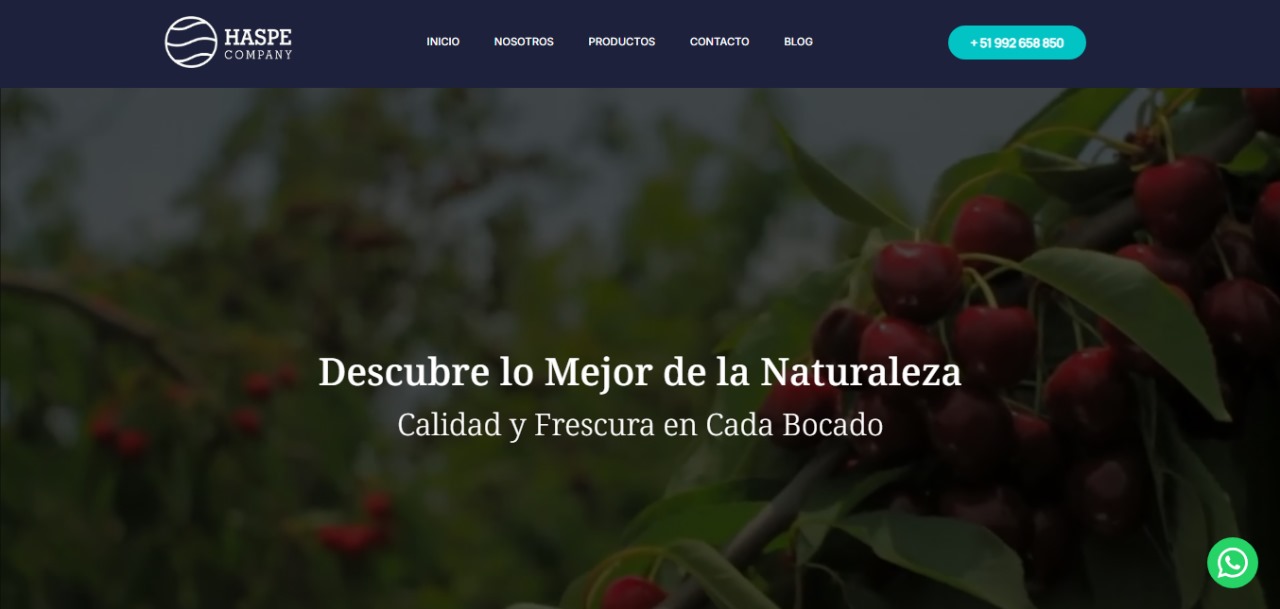 HASPE
COMPANY
INICIO NOSOTROS PRODUCTOS CONTACTO BLOG
+ 51 992 658 850
Descubre lo Mejor de la Naturaleza
Calidad y Frescura en Cada Bocado